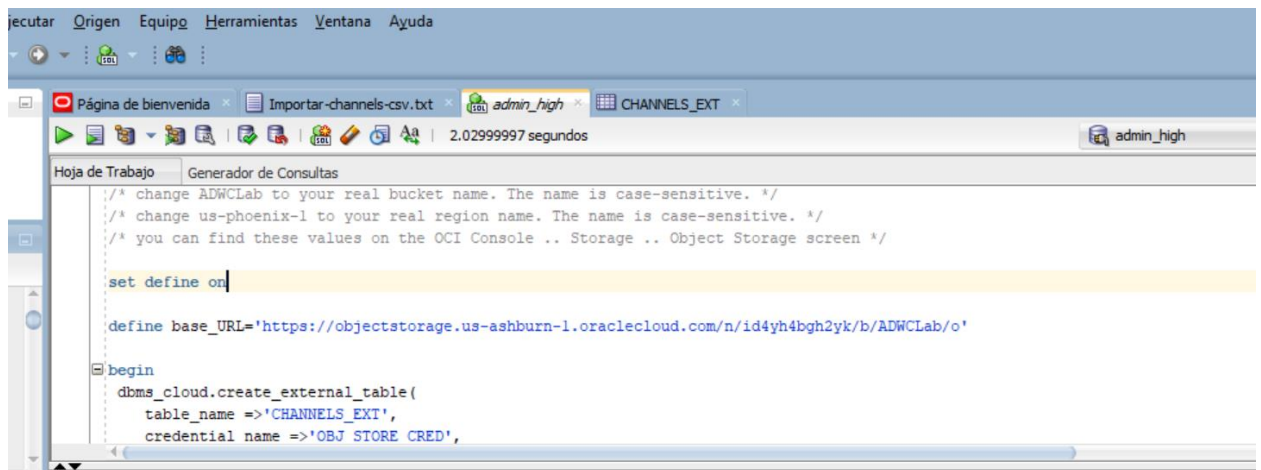 jecutar Origen Equipo Herramientas Ventana Ayuda
SQL
Página de bienvenida Importar-channels-csv.txt SQL admin_high CHANNELS_EXT
SQL Aa 2.02999997 segundos admin_high
Hoja de Trabajo Generador de Consultas
/* change ADWCLab to your real bucket name. The name is case-sensitive. */
/* change us-phoenix-1 to your real region name. The name is case-sensitive. */
/* you can find these values on the OCI Console .. Storage .. Object Storage screen */
set define on
define base_URL='https://objectstorage.us-ashburn-1.oraclecloud.com/n/id4yh4bgh2yk/b/ADWCLab/o'
begin
dbms_cloud.create_external_table(
table_name =>'CHANNELS_EXT',
credential_name =>'OBJ_STORE_CRED',